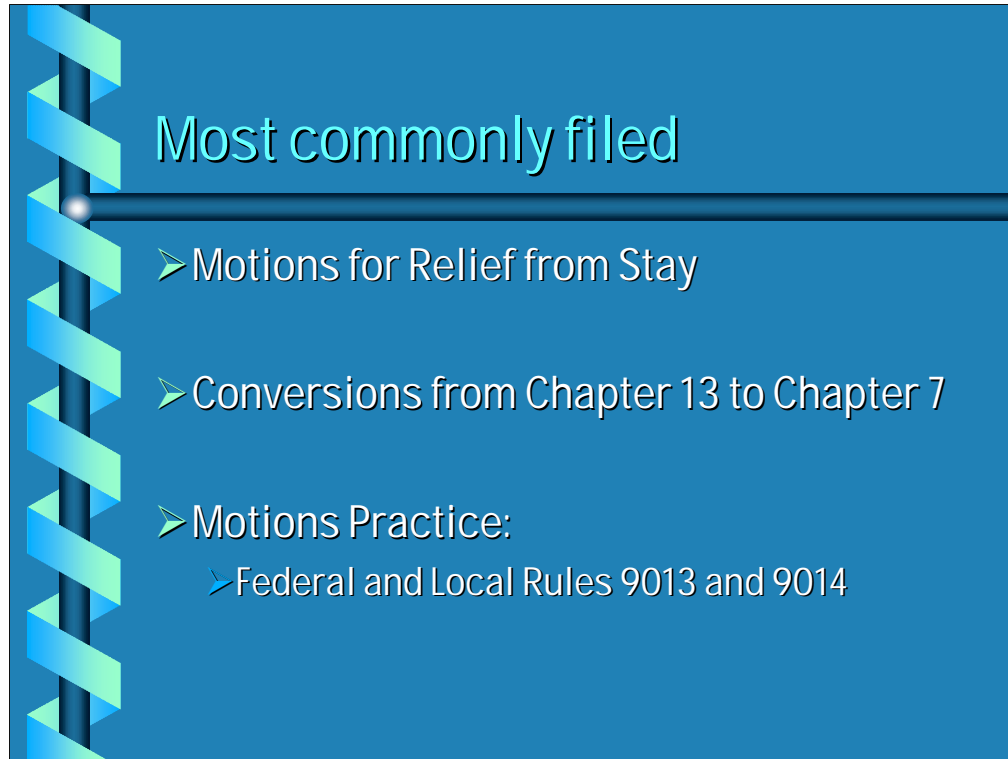 Most commonly filed
➢Motions for Relief from Stay
➢Conversions from Chapter 13 to Chapter 7
➢Motions Practice:
➢Federal and Local Rules 9013 and 9014